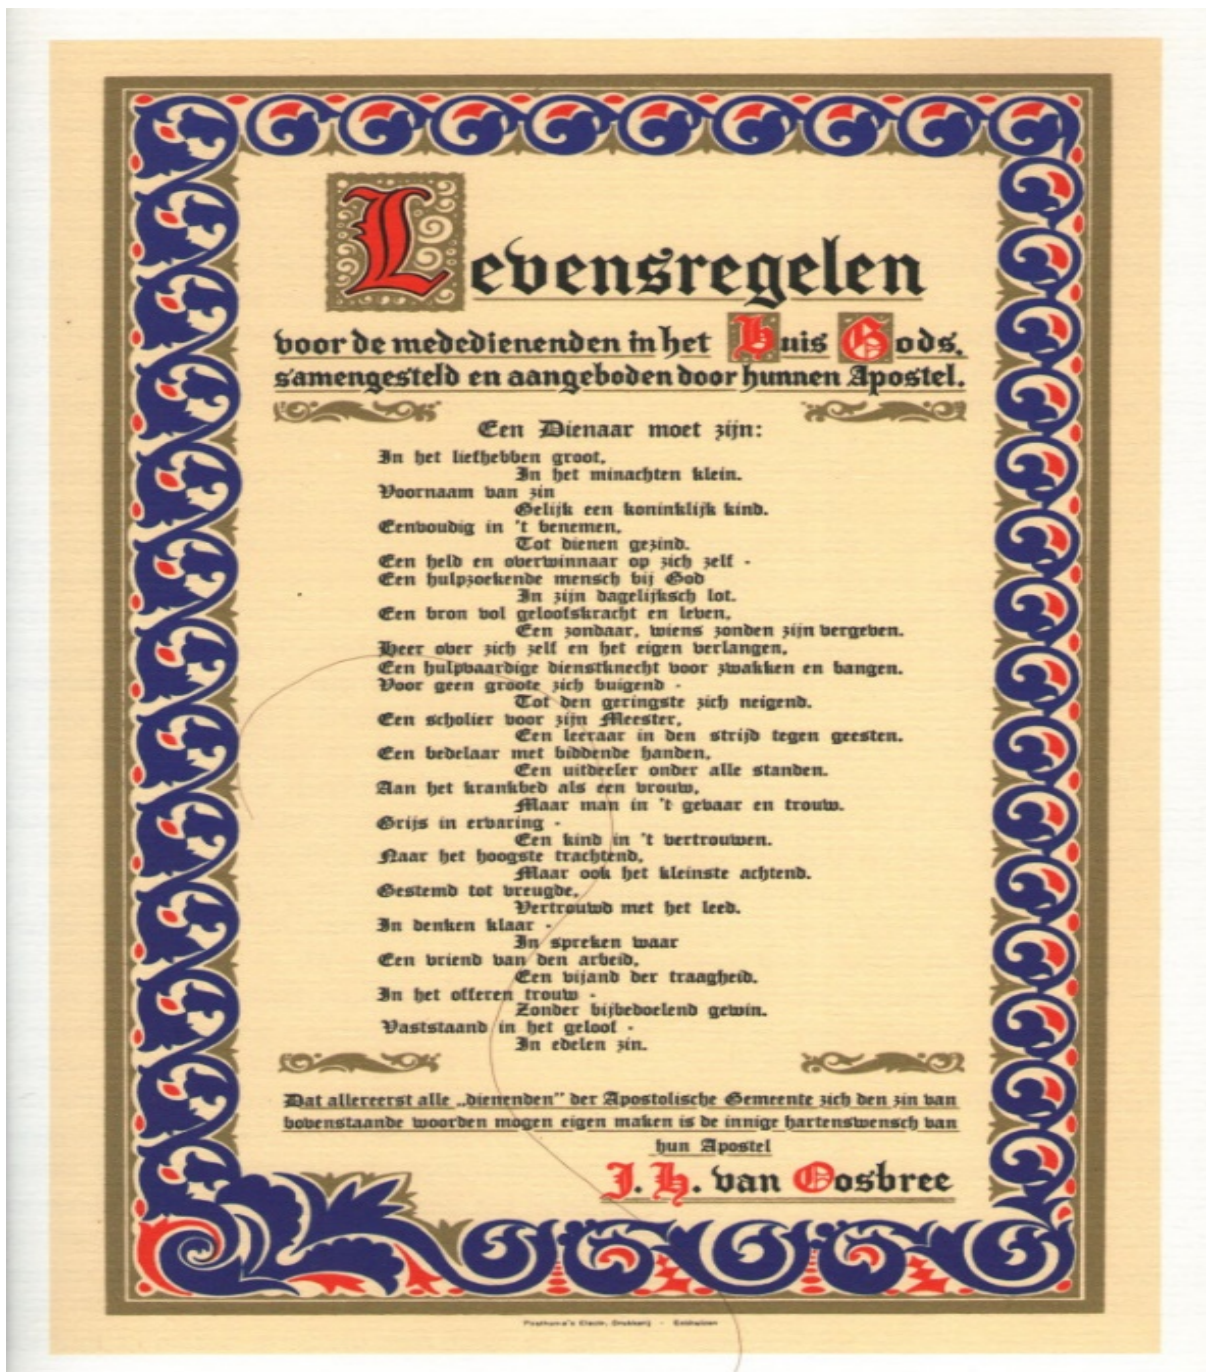 Levensregelen
voor de mededienenden in het Huis Gods.
samengesteld en aangeboden door hunnen Apostel.
Een Dienaar moet zijn:
In het liefhebben groot,
In het minachten klein.
Voornaam van zin
Gelijk een koninklijk kind.
Eenvoudig in 't benemen,
Tot dienen gezind.
Een held en overwinnaar op zich zelf -
Een hulpzoekende mensch bij God
In zijn dagelijksch lot.
Een bron vol geloofskracht en leven,
Een zondaar, wiens zonden zijn vergeven.
Heer over zich zelf en het eigen verlangen,
Een hulpvaardige dienstknecht voor zwakken en bangen.
Voor geen groote zich buigend -
Tot den geringste zich neigend.
Een scholier voor zijn Meester,
Een leeraar in den strijd tegen geesten.
Een bedelaar met biddende handen,
Een uitdeeler onder alle standen.
Aan het krankbed als een vrouw,
Maar man in 't gevaar en trouw.
Grijs in ervaring -
Een kind in 't vertrouwen.
Naar het hoogste trachtend,
Maar ook het kleinste achtend.
Gestemd tot vreugde,
Vertrouwd met het leed.
In denken klaar -
In spreken waar
Een vriend van den arbeid,
Een vijand der traagheid.
In het offeren trouw -
Zonder bijbedoelend gewin.
Vaststaand in het geloof -
In edelen zin.
Dat allereerst alle „dienenden" der Apostolische Gemeente zich den zin van
bovenstaande woorden mogen eigen maken is de innige hartenswensch van
hun Apostel
J. H. van Oosbree
Posthuma's Electr. Drukkerij -